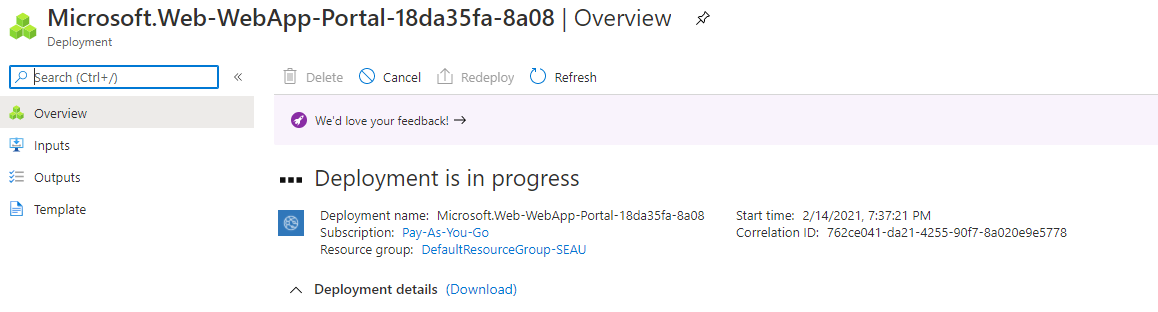 Microsoft.Web-WebApp-Portal-18da35fa-8a08 | Overview
Deployment
Search (Ctrl+/)
«
Delete
Cancel
Redeploy
Refresh
Overview
Inputs
Outputs
Template
We'd love your feedback! →
Deployment is in progress
Deployment name: Microsoft.Web-WebApp-Portal-18da35fa-8a08
Subscription: Pay-As-You-Go
Resource group: DefaultResourceGroup-SEAU
Start time: 2/14/2021, 7:37:21 PM
Correlation ID: 762ce041-da21-4255-90f7-8a020e9e5778
Deployment details (Download)